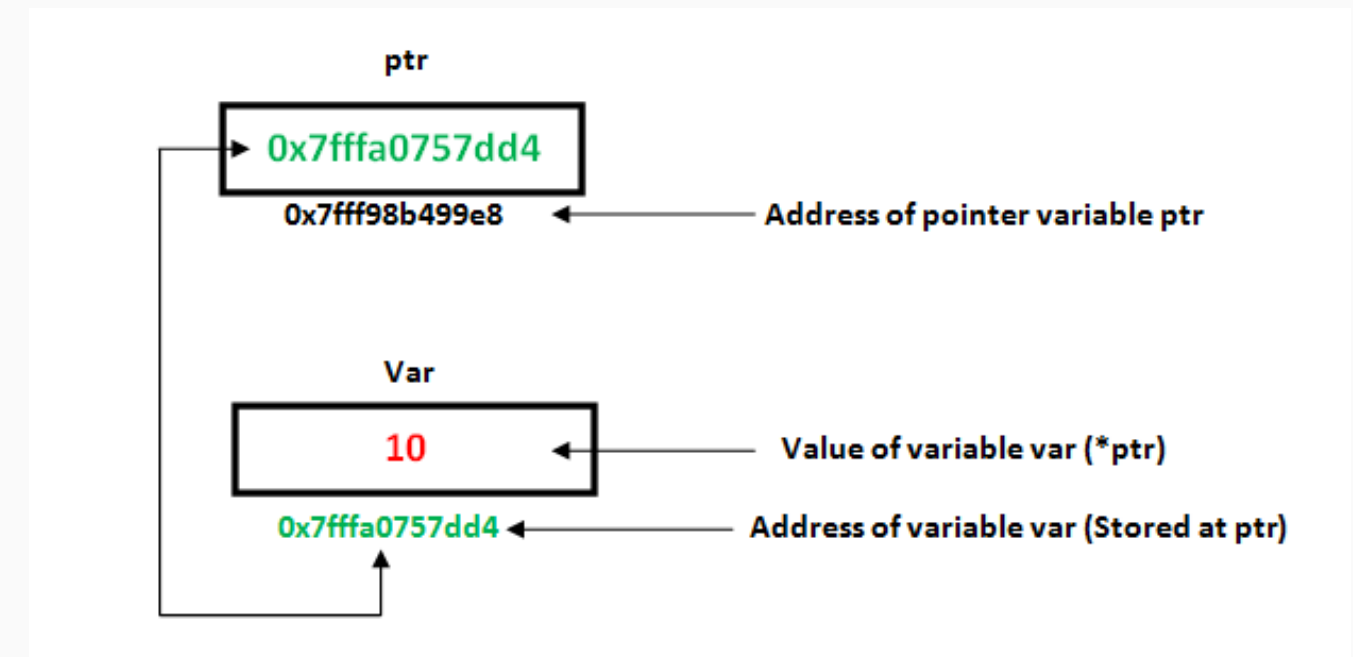 ptr
0x7fffa0757dd4
0x7fff98b499e8 Address of pointer variable ptr
Var
10 Value of variable var (*ptr)
0x7fffa0757dd4 Address of variable var (Stored at ptr)